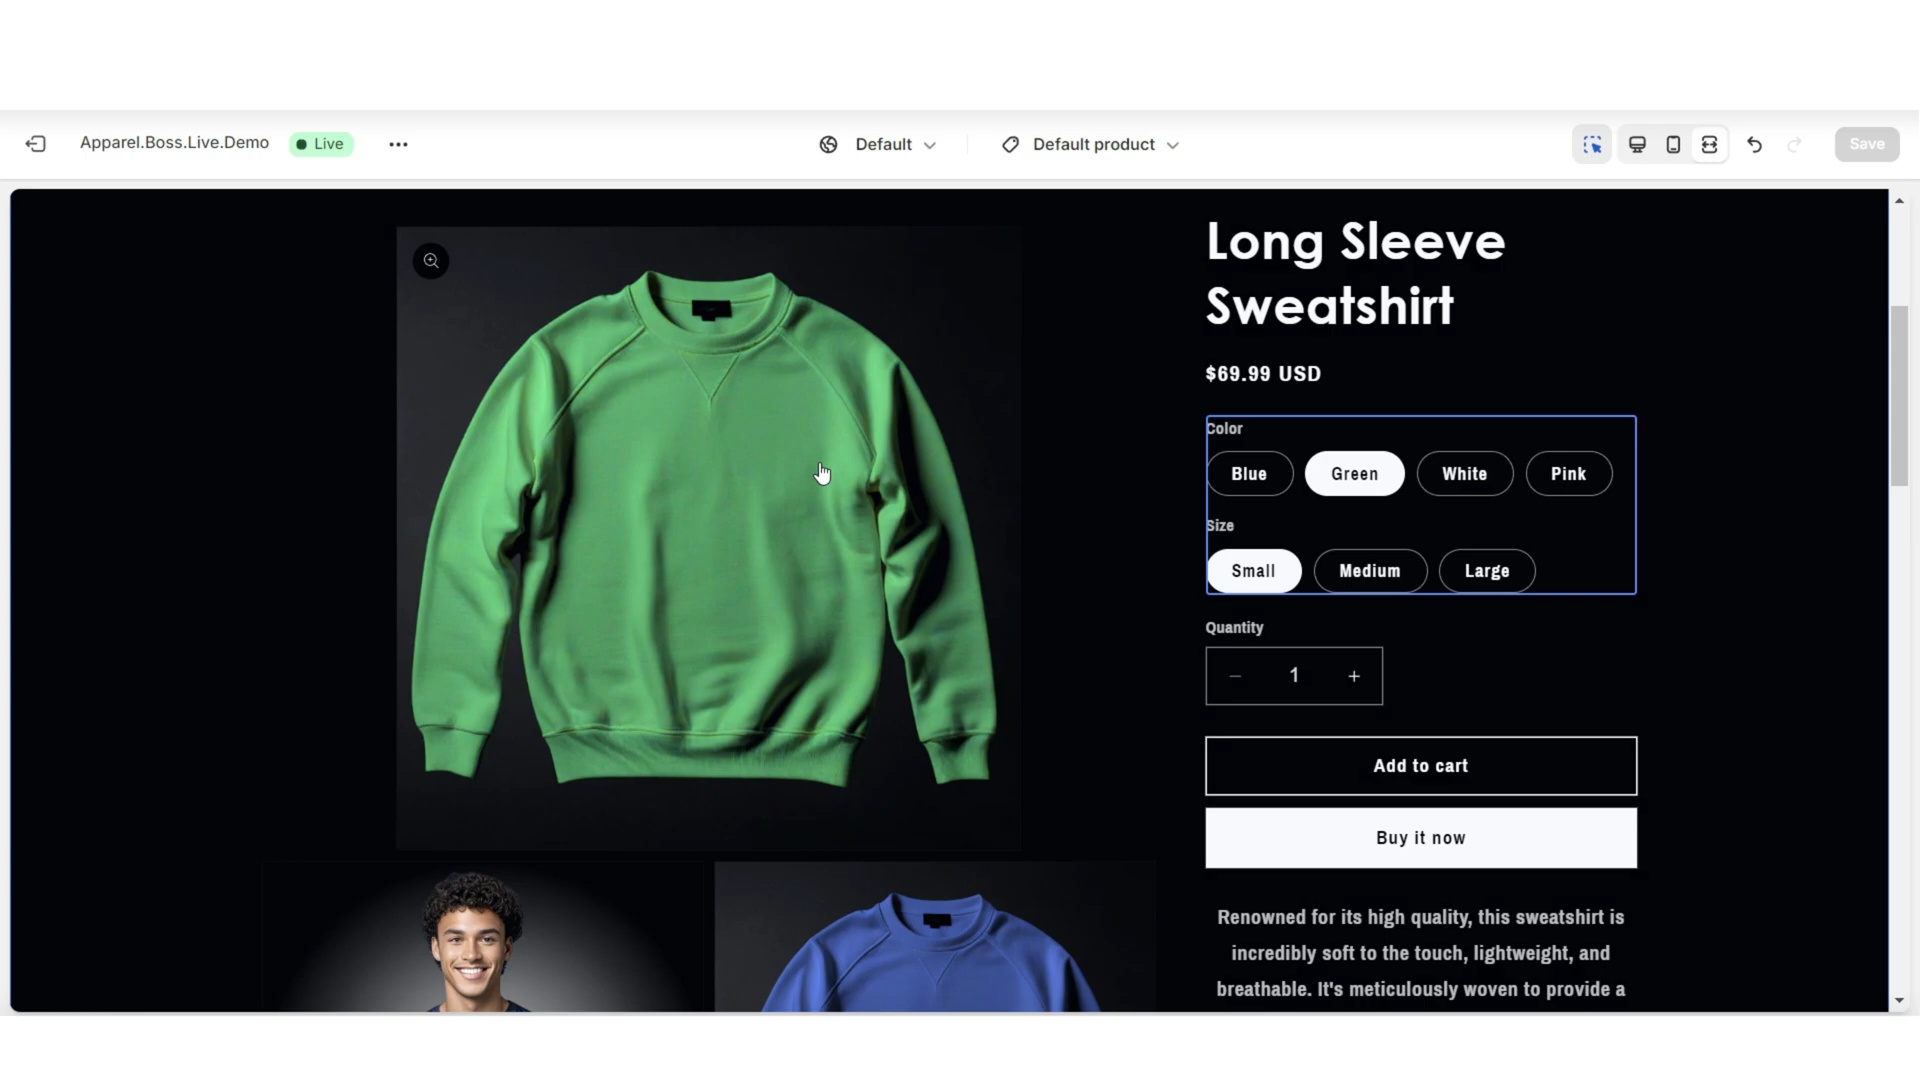 Apparel.Boss.Live.Demo
Live
Default
Default product
Save
Long Sleeve
Sweatshirt
$69.99 USD
Color
Blue
Green
White
Pink
Size
Small
Medium
Large
Quantity
− 1 +
Add to cart
Buy it now
Renowned for its high quality, this sweatshirt is
incredibly soft to the touch, lightweight, and
breathable. It's meticulously woven to provide a